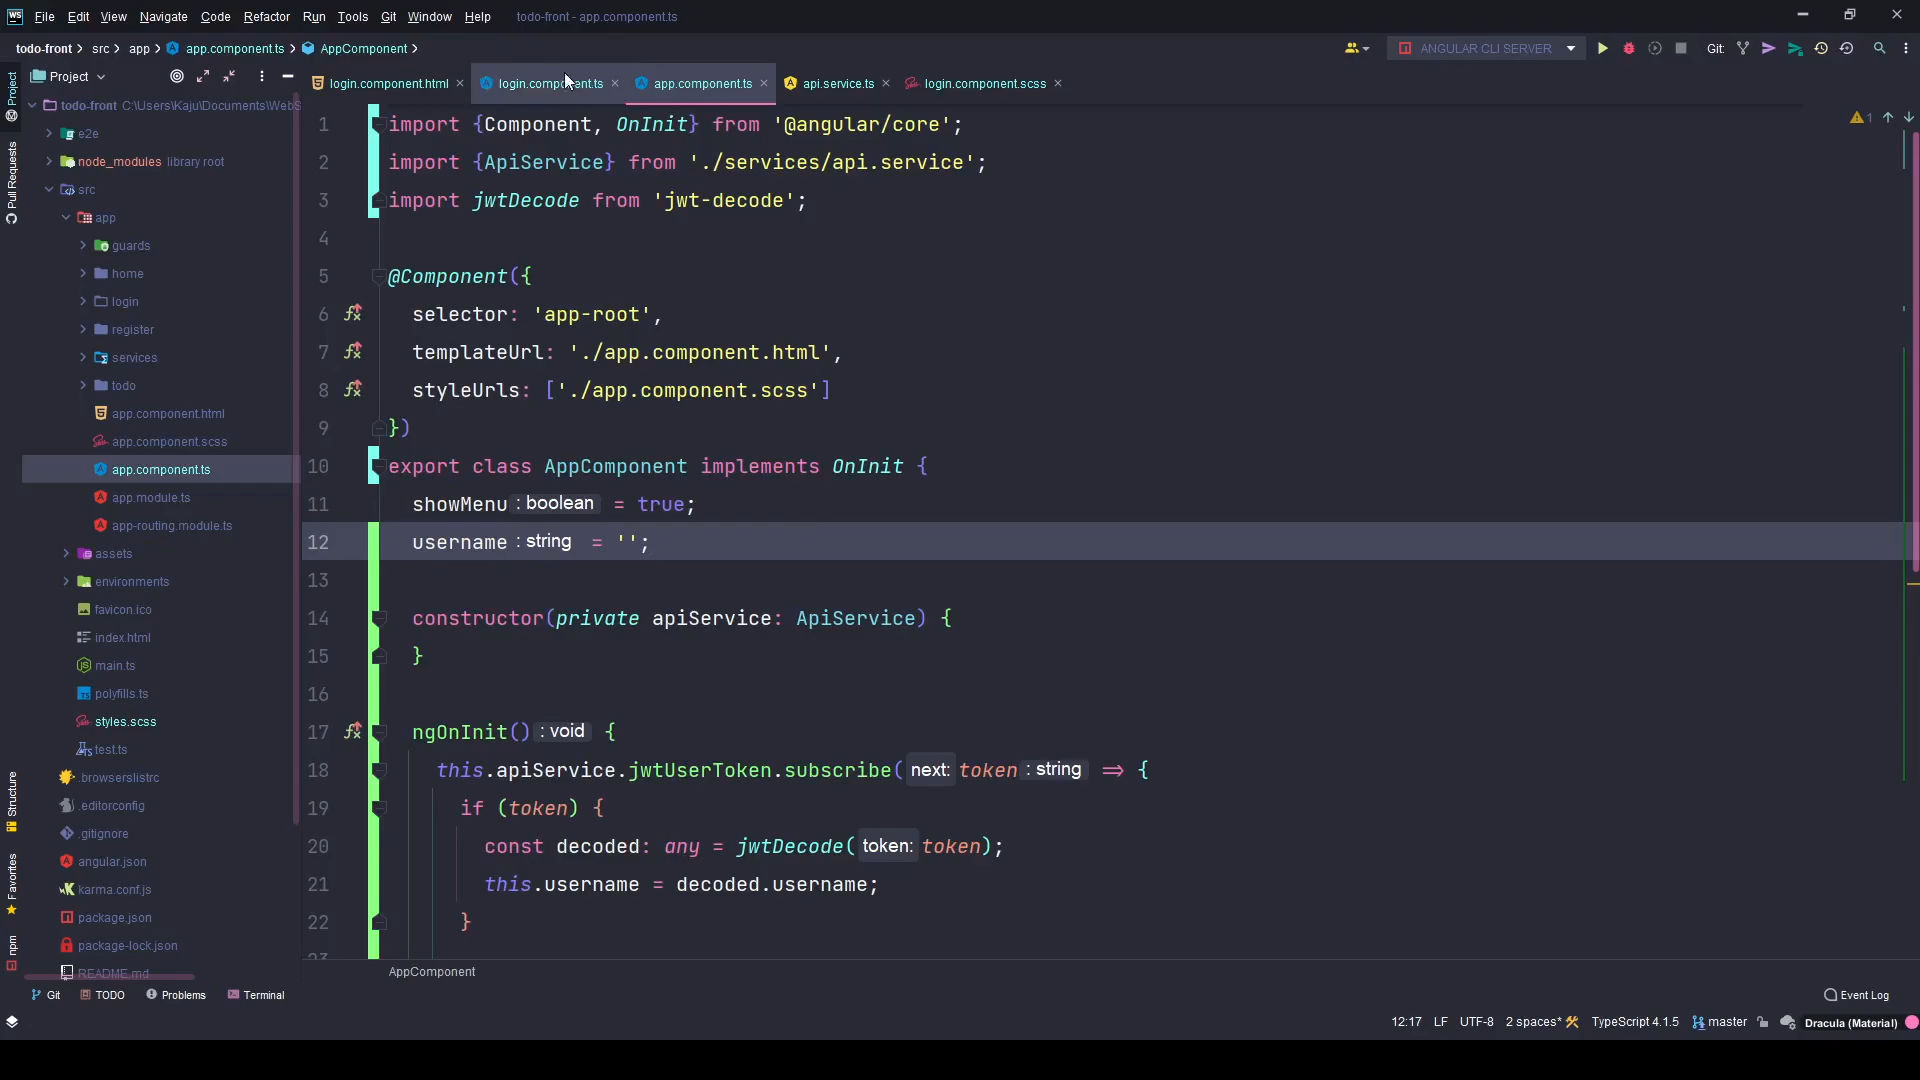 WS File Edit View Navigate Code Refactor Run Tools Git Window Help todo-front - app.component.ts
todo-front src app app.component.ts AppComponent ANGULAR CLI SERVER Git:
Project login.component.html login.component.ts app.component.ts api.service.ts login.component.scss
Project
Pull Requests
Structure
Favorites
npm
todo-front C:\Users\Kaju\Documents\WebS
e2e
node_modules library root
src
app
guards
home
login
register
services
todo
app.component.html
app.component.scss
app.component.ts
app.module.ts
app-routing.module.ts
assets
environments
favicon.ico
index.html
main.ts
polyfills.ts
styles.scss
test.ts
.browserslistrc
.editorconfig
.gitignore
angular.json
karma.conf.js
package.json
package-lock.json
README.md
1
1 import {Component, OnInit} from '@angular/core';
2 import {ApiService} from './services/api.service';
3 import jwtDecode from 'jwt-decode';
4
5 @Component({
6 selector: 'app-root',
7 templateUrl: './app.component.html',
8 styleUrls: ['./app.component.scss']
9 })
10 export class AppComponent implements OnInit {
11 showMenu : boolean = true;
12 username : string = '';
13
14 constructor(private apiService: ApiService) {
15 }
16
17 ngOnInit() : void {
18 this.apiService.jwtUserToken.subscribe( next: token : string => {
19 if (token) {
20 const decoded: any = jwtDecode( token: token);
21 this.username = decoded.username;
22 }
23
AppComponent
Git TODO Problems Terminal Event Log
12:17 LF UTF-8 2 spaces* TypeScript 4.1.5 master Dracula (Material)